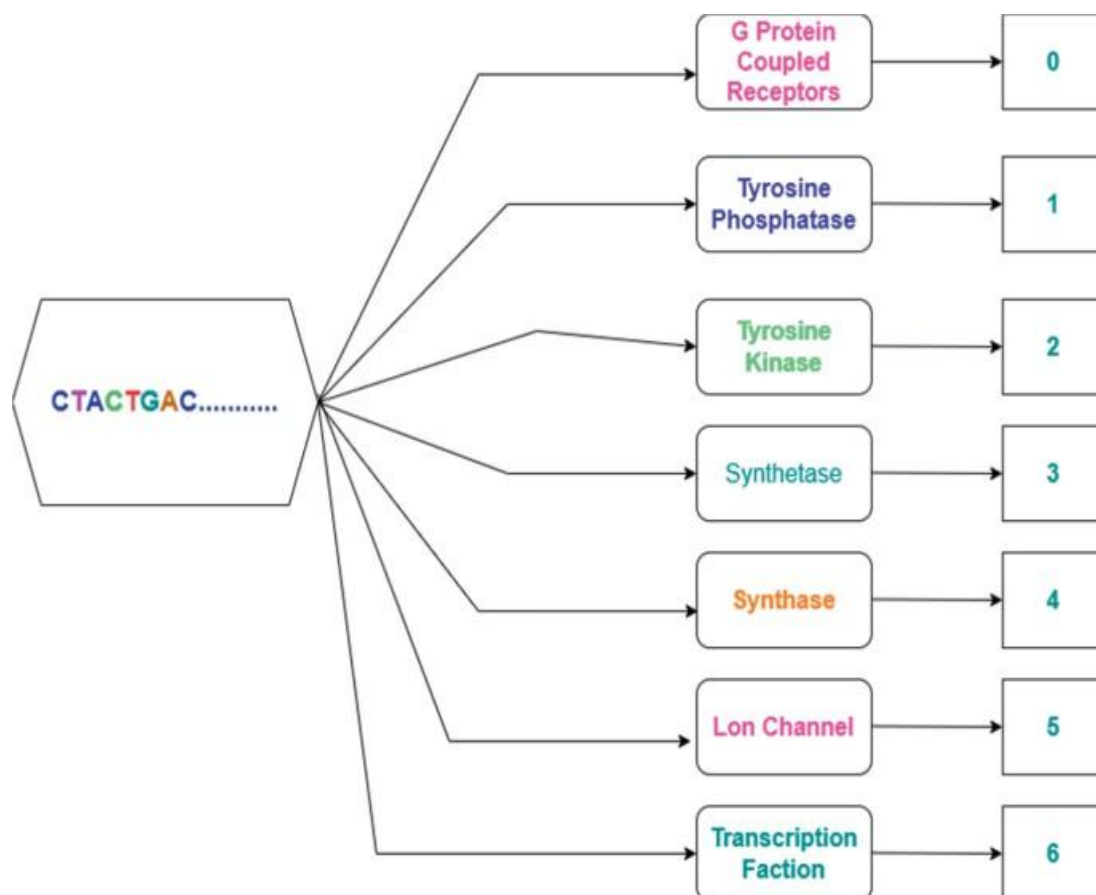 G Protein
Coupled
Receptors
0
Tyrosine
Phosphatase
1
Tyrosine
Kinase
2
CTACTGAC...........
Synthetase
3
Synthase
4
Lon Channel
5
Transcription
Faction
6